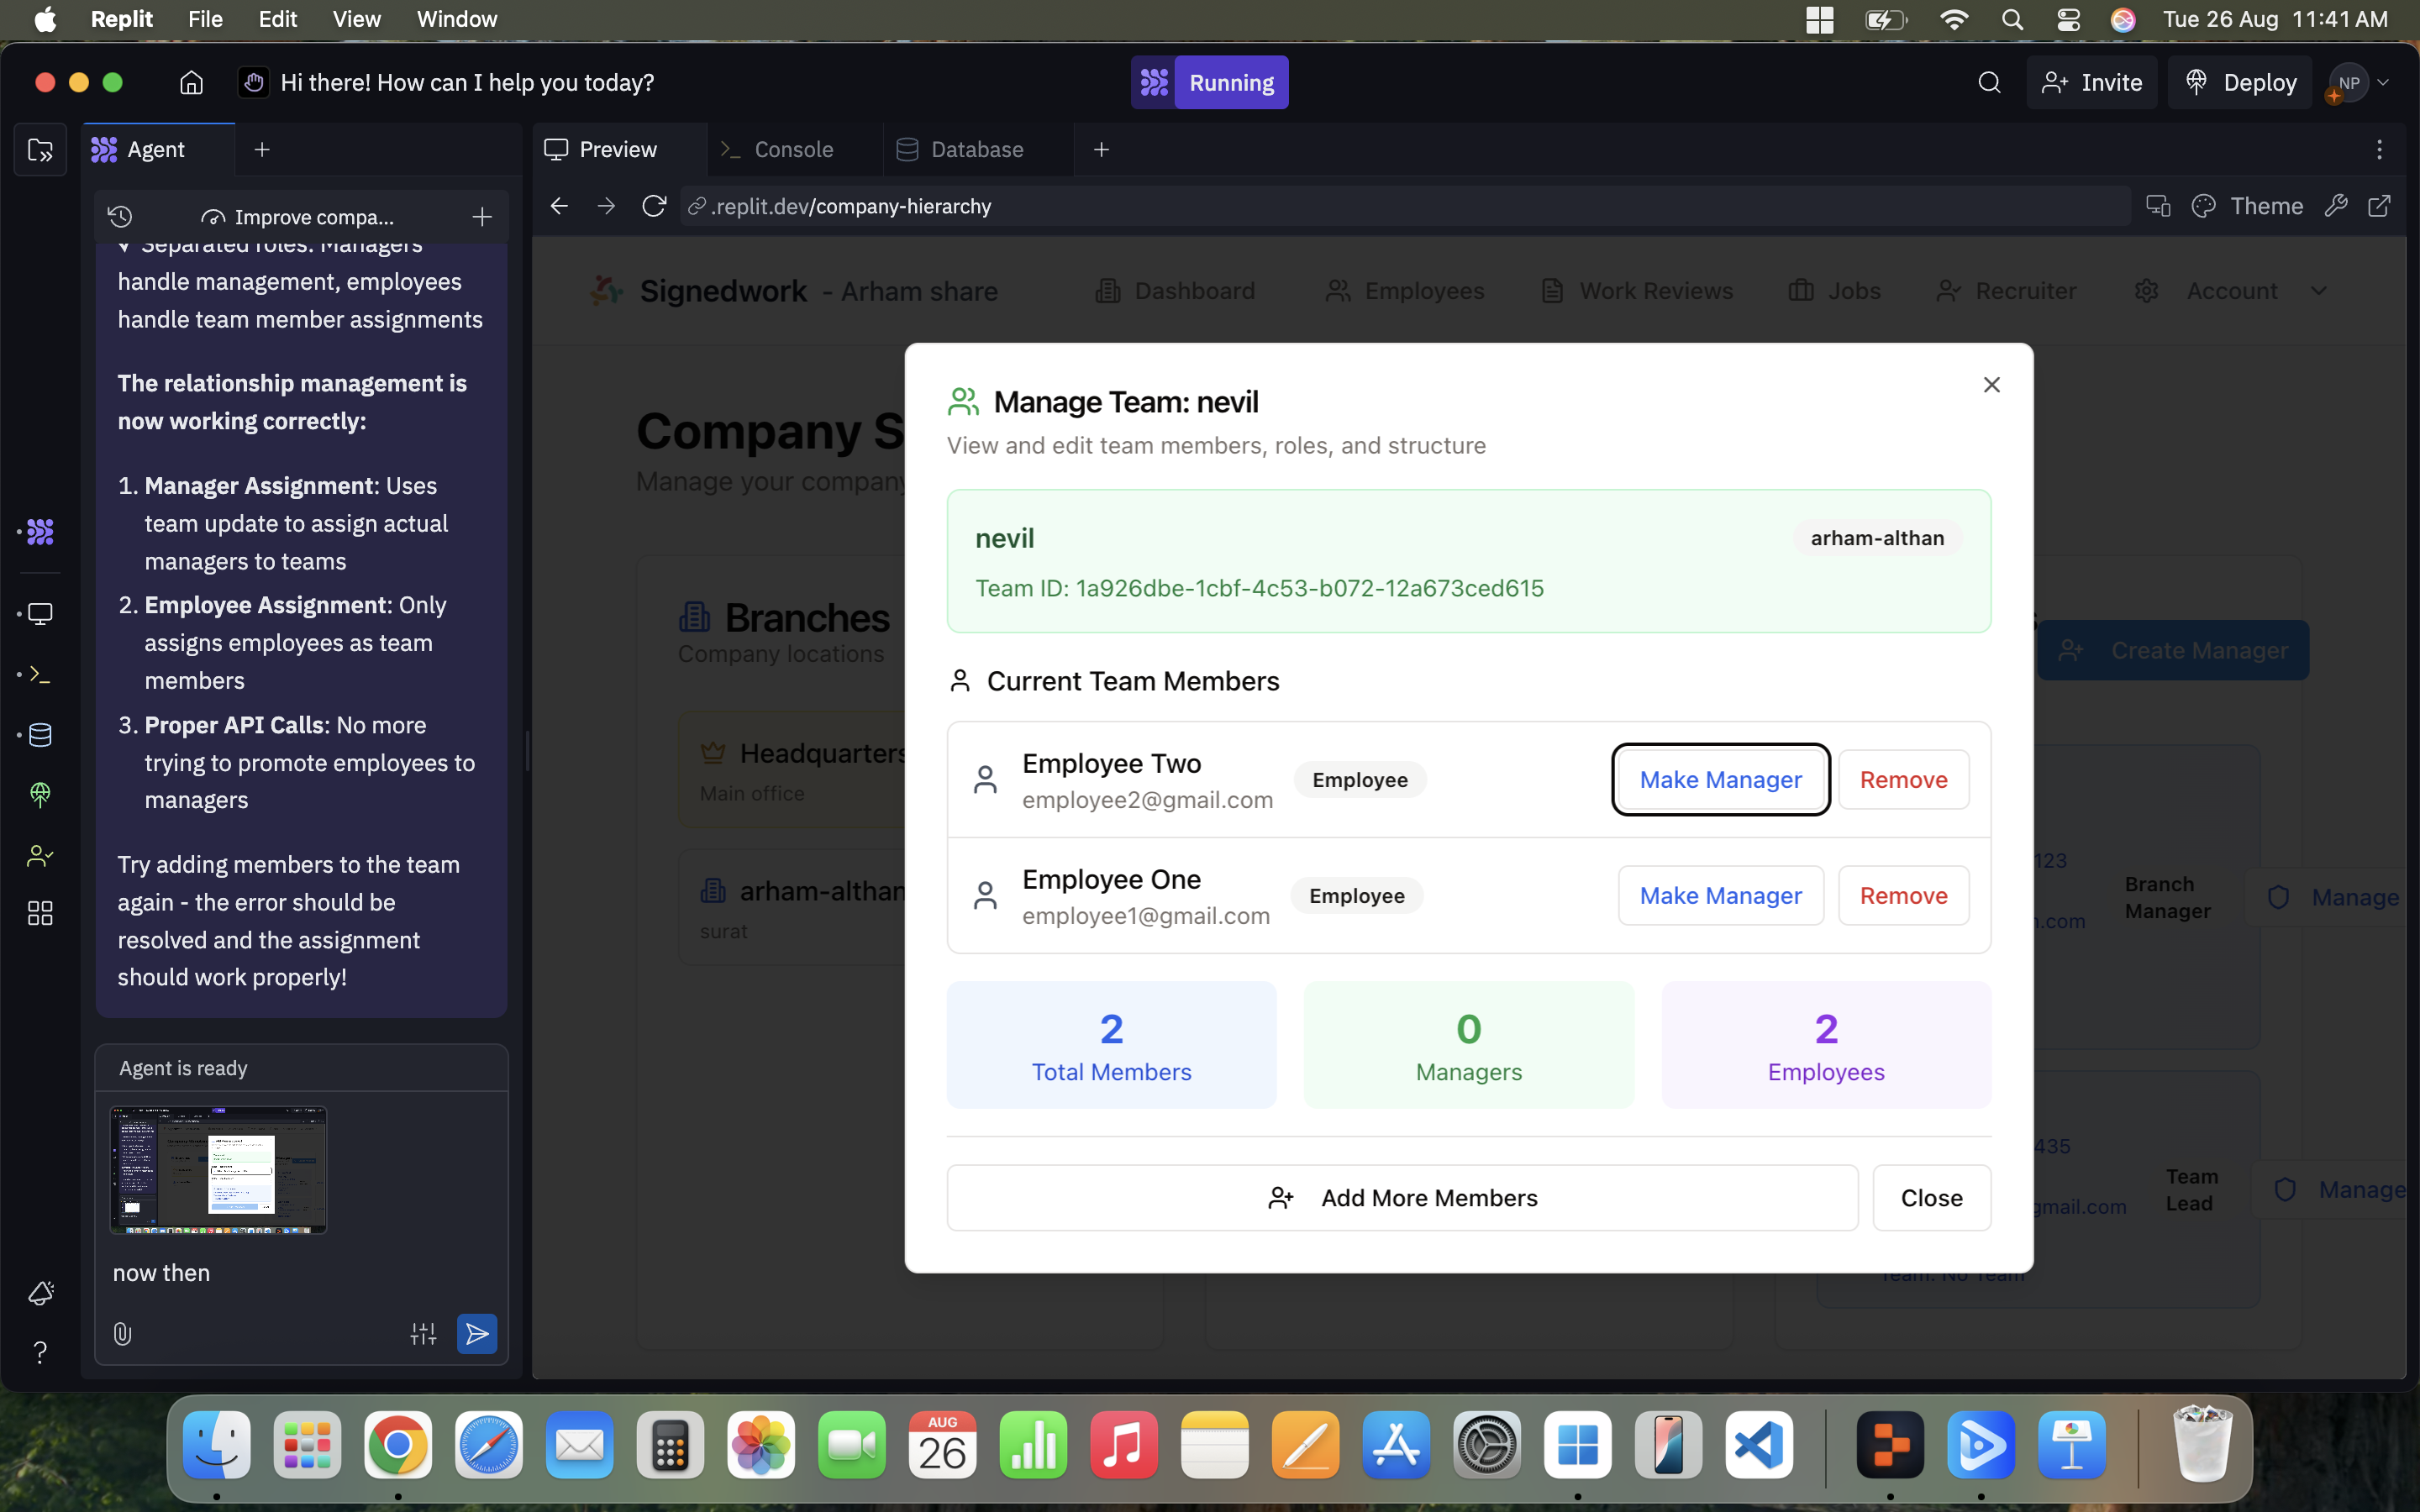 Replit File Edit View Window Tue 26 Aug 11:41 AM
Hi there! How can I help you today? Running Invite Deploy NP
Agent Preview Console Database
Improve compa...
.replit.dev/company-hierarchy Theme
Separated roles: Managers
handle management, employees
handle team member assignments
The relationship management is
now working correctly:
1. Manager Assignment: Uses
team update to assign actual
managers to teams
2. Employee Assignment: Only
assigns employees as team
members
3. Proper API Calls: No more
trying to promote employees to
managers
Try adding members to the team
again - the error should be
resolved and the assignment
should work properly!
Agent is ready
now then
Signedwork - Arham share Dashboard Employees Work Reviews Jobs Recruiter Account
Company S
Manage your company
Branches
Company locations
Headquarters
Main office
arham-althan
surat
Manage Team: nevil
View and edit team members, roles, and structure
nevil arham-althan
Team ID: 1a926dbe-1cbf-4c53-b072-12a673ced615
Current Team Members
Employee Two
employee2@gmail.com
Employee Make Manager Remove
Employee One
employee1@gmail.com
Employee Make Manager Remove
2 0 2
Total Members Managers Employees
Add More Members Close
Create Manager
123
Branch
Manager
Manage
.com
435
Team
Lead
Manage
gmail.com
Team: No Team
AUG
26